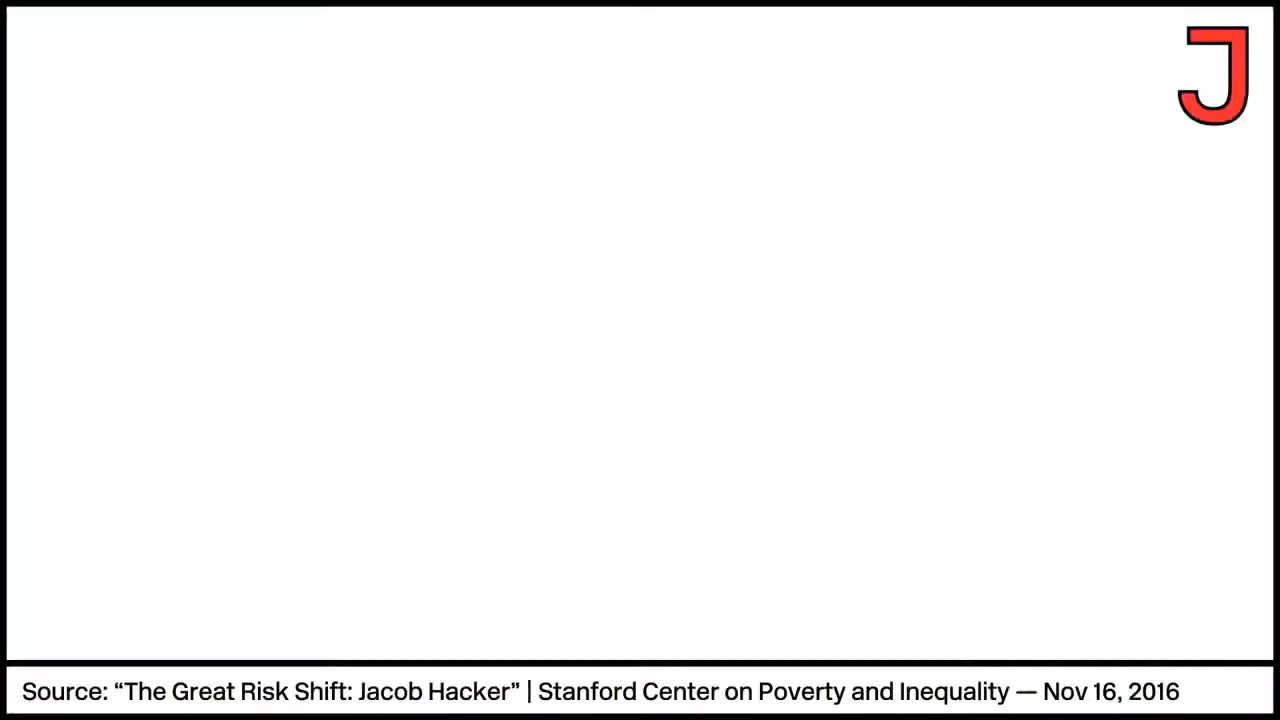 J
Source: “The Great Risk Shift: Jacob Hacker” | Stanford Center on Poverty and Inequality — Nov 16, 2016